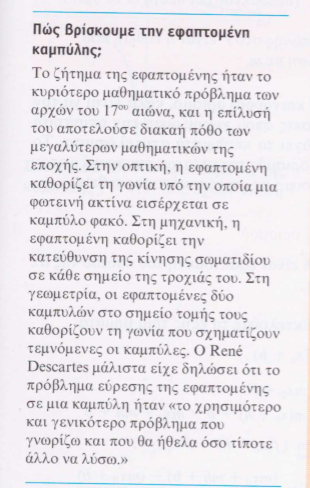 Πώς βρίσκουμε την εφαπτομένη
καμπύλης;
Το ζήτημα της εφαπτομένης ήταν το
κυριότερο μαθηματικό πρόβλημα των
αρχών του 17ου αιώνα, και η επίλυσή
του αποτελούσε διακαή πόθο των
μεγαλύτερων μαθηματικών της
εποχής. Στην οπτική, η εφαπτομένη
καθορίζει τη γωνία υπό την οποία μια
φωτεινή ακτίνα εισέρχεται σε
καμπύλο φακό. Στη μηχανική, η
εφαπτομένη καθορίζει την
κατεύθυνση της κίνησης σωματιδίου
σε κάθε σημείο της τροχιάς του. Στη
γεωμετρία, οι εφαπτομένες δύο
καμπυλών στο σημείο τομής τους
καθορίζουν τη γωνία που σχηματίζουν
τεμνόμενες οι καμπύλες. Ο René
Descartes μάλιστα είχε δηλώσει ότι το
πρόβλημα εύρεσης της εφαπτομένης
σε μια καμπύλη ήταν «το χρησιμότερο
και γενικότερο πρόβλημα που
γνωρίζω και που θα ήθελα όσο τίποτε
άλλο να λύσω.»